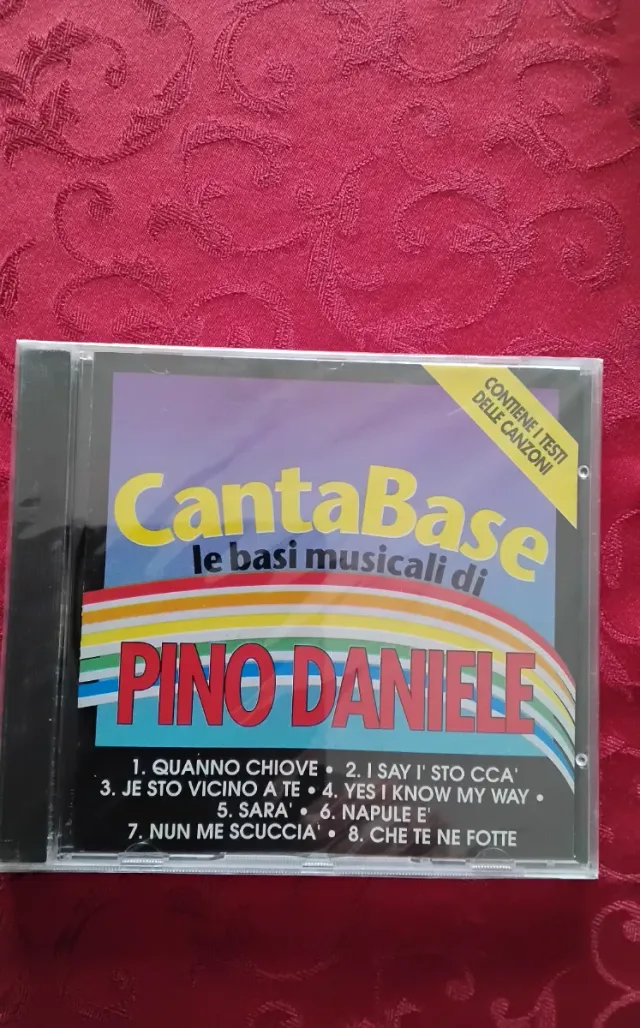 CONTIENE I TESTI
DELLE CANZONI
CantaBase
le basi musicali di
PINO DANIELE
1. QUANNO CHIOVE • 2. I SAY I' STO CCA'
3. JE STO VICINO A TE • 4. YES I KNOW MY WAY •
5. SARA' • 6. NAPULE E'
7. NUN ME SCUCCIA' • 8. CHE TE NE FOTTE